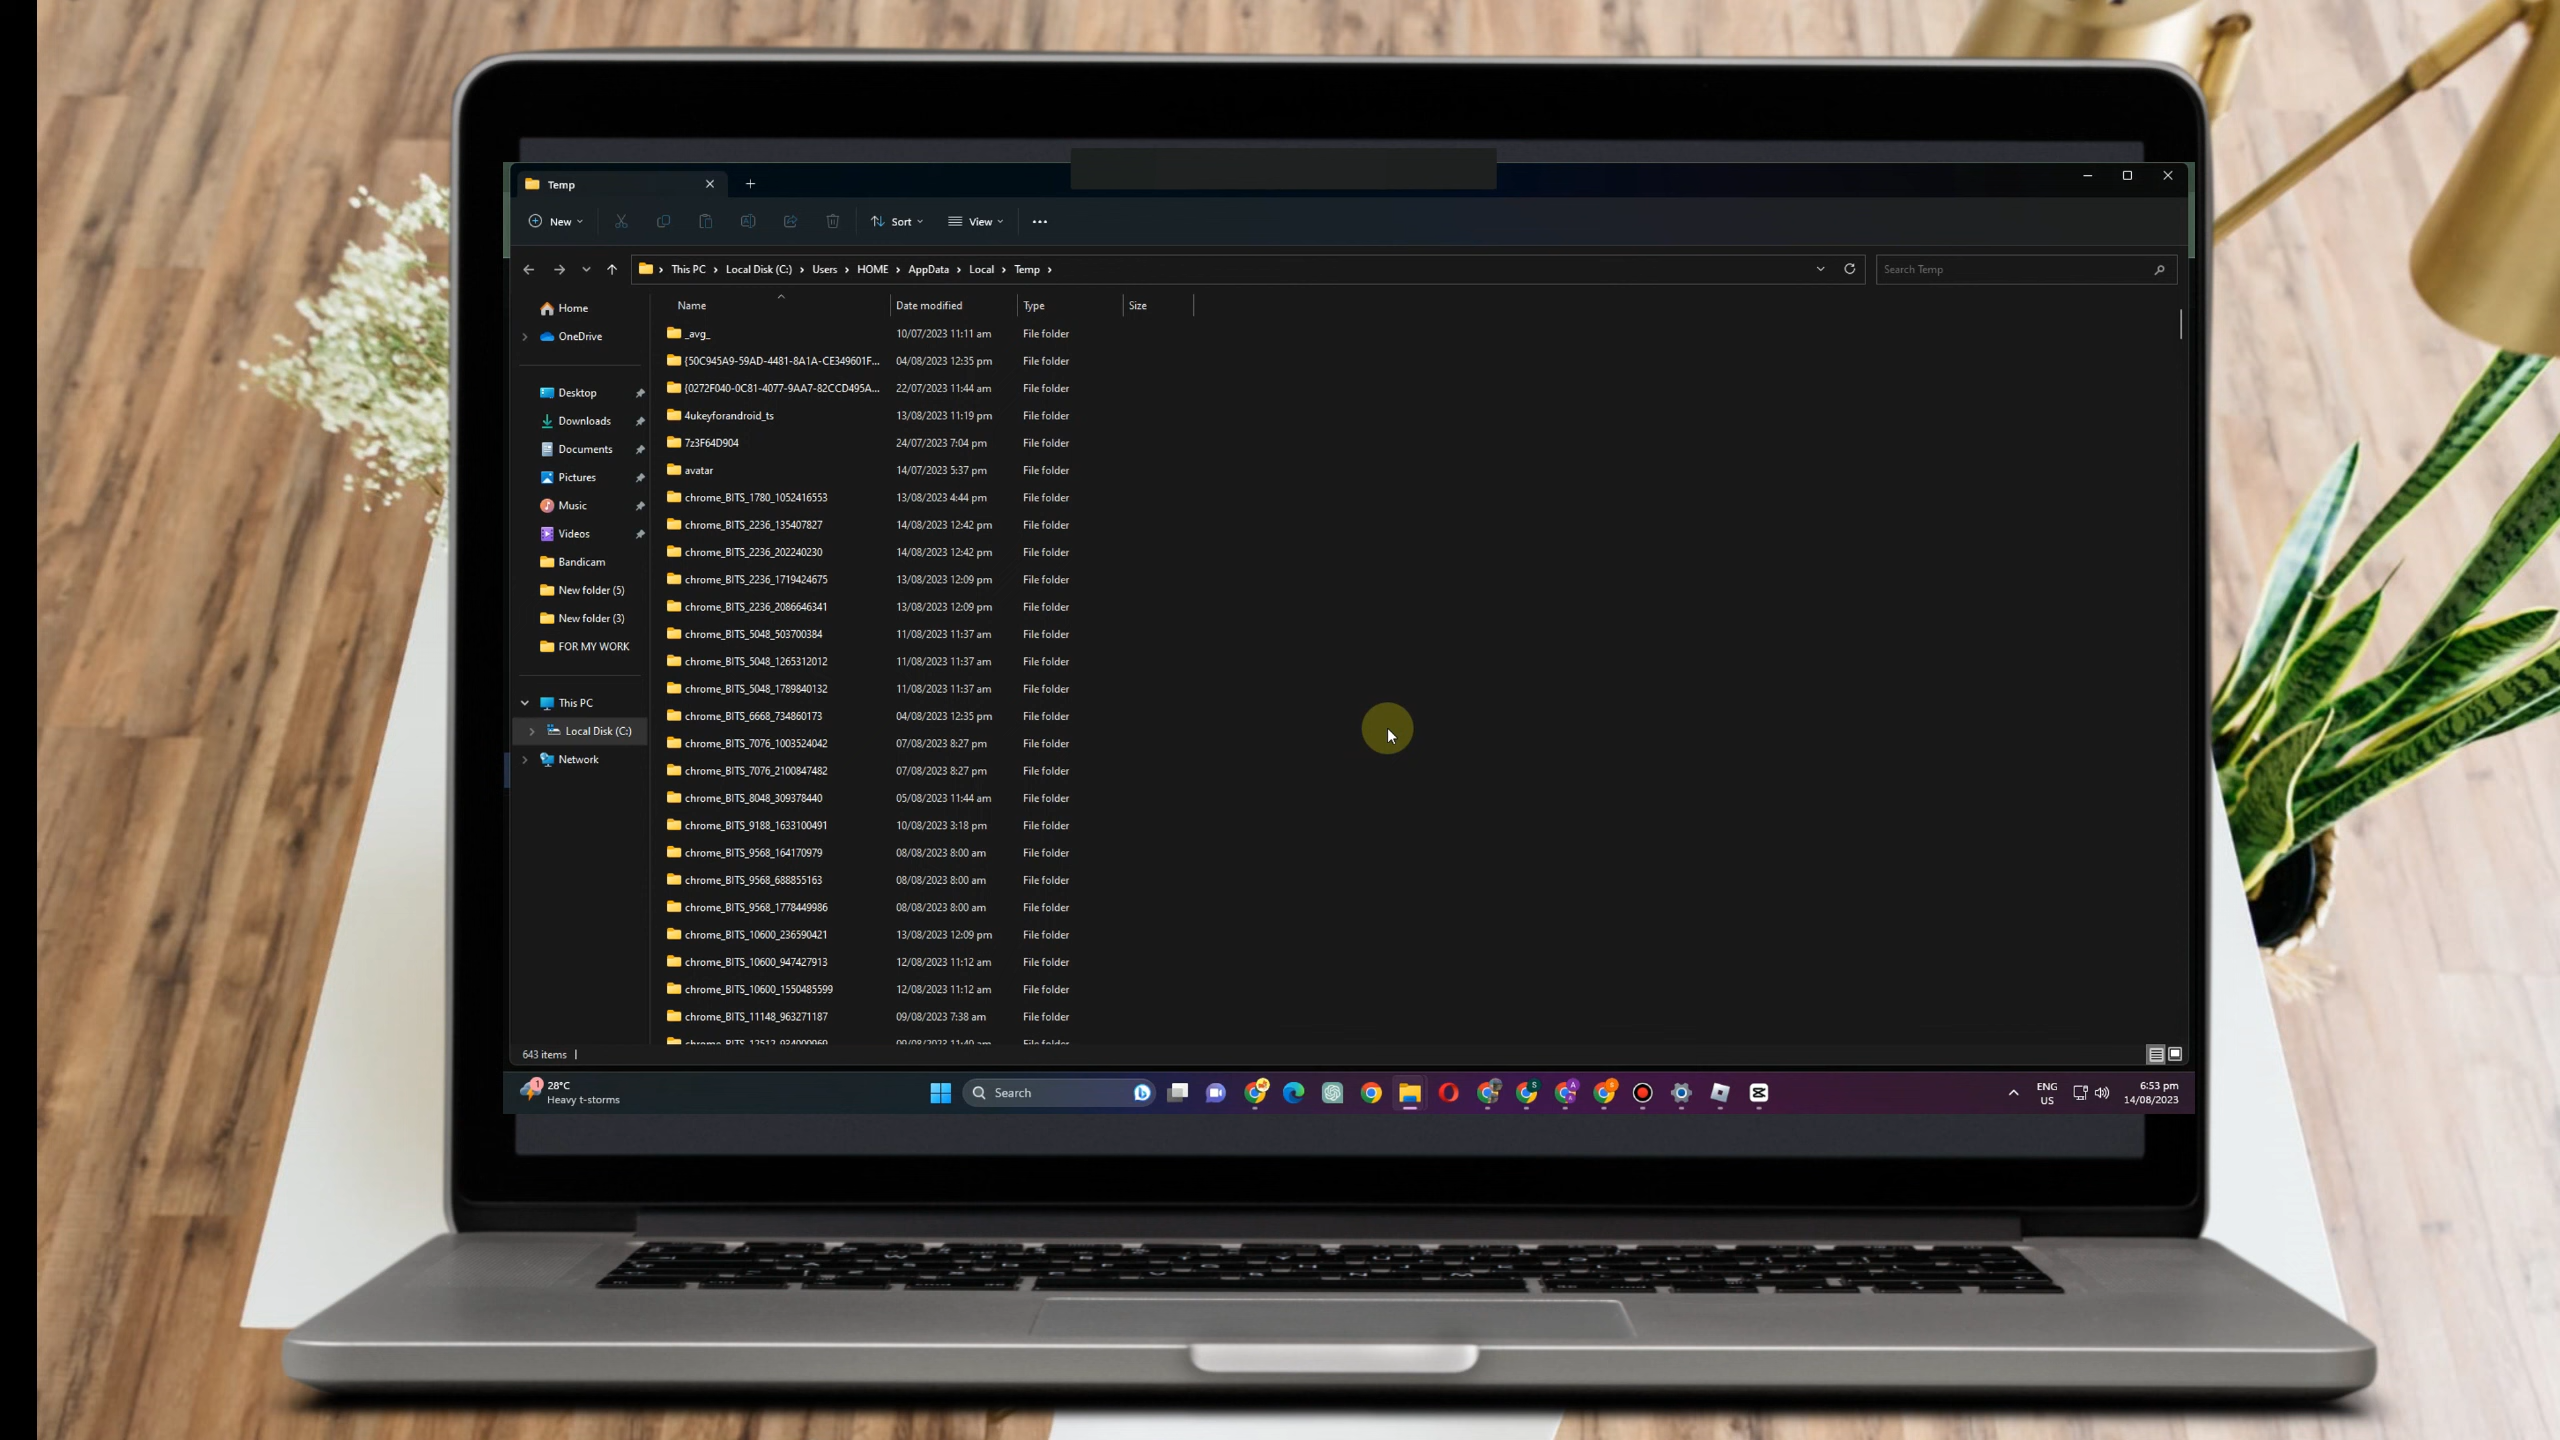 Temp
New
Sort
View
This PC > Local Disk (C:) > Users > HOME > AppData > Local > Temp >
Search Temp
Home
OneDrive
Desktop
Downloads
Documents
Pictures
Music
Videos
Bandicam
New folder (5)
New folder (3)
FOR MY WORK
This PC
Local Disk (C:)
Network
Name Date modified Type Size
_avg_ 10/07/2023 11:11 am File folder
{50C945A9-59AD-4481-8A1A-CE349601F... 04/08/2023 12:35 pm File folder
{0272F040-0C81-4077-9AA7-82CCD495A... 22/07/2023 11:44 am File folder
4ukeyforandroid_ts 13/08/2023 11:19 pm File folder
7z3F64D904 24/07/2023 7:04 pm File folder
avatar 14/07/2023 5:37 pm File folder
chrome_BITS_1780_1052416553 13/08/2023 4:44 pm File folder
chrome_BITS_2236_135407827 14/08/2023 12:42 pm File folder
chrome_BITS_2236_202240230 14/08/2023 12:42 pm File folder
chrome_BITS_2236_1719424675 13/08/2023 12:09 pm File folder
chrome_BITS_2236_2086646341 13/08/2023 12:09 pm File folder
chrome_BITS_5048_503700384 11/08/2023 11:37 am File folder
chrome_BITS_5048_1265312012 11/08/2023 11:37 am File folder
chrome_BITS_5048_1789840132 11/08/2023 11:37 am File folder
chrome_BITS_6668_734860173 04/08/2023 12:35 pm File folder
chrome_BITS_7076_1003524042 07/08/2023 8:27 pm File folder
chrome_BITS_7076_2100847482 07/08/2023 8:27 pm File folder
chrome_BITS_8048_309378440 05/08/2023 11:44 am File folder
chrome_BITS_9188_1633100491 10/08/2023 3:18 pm File folder
chrome_BITS_9568_164170979 08/08/2023 8:00 am File folder
chrome_BITS_9568_688855163 08/08/2023 8:00 am File folder
chrome_BITS_9568_1778449986 08/08/2023 8:00 am File folder
chrome_BITS_10600_236590421 13/08/2023 12:09 pm File folder
chrome_BITS_10600_947427913 12/08/2023 11:12 am File folder
chrome_BITS_10600_1550485599 12/08/2023 11:12 am File folder
chrome_BITS_11148_963271187 09/08/2023 7:38 am File folder
643 items
1
28°C
Heavy t-storms
Search
ENG
US
6:53 pm
14/08/2023